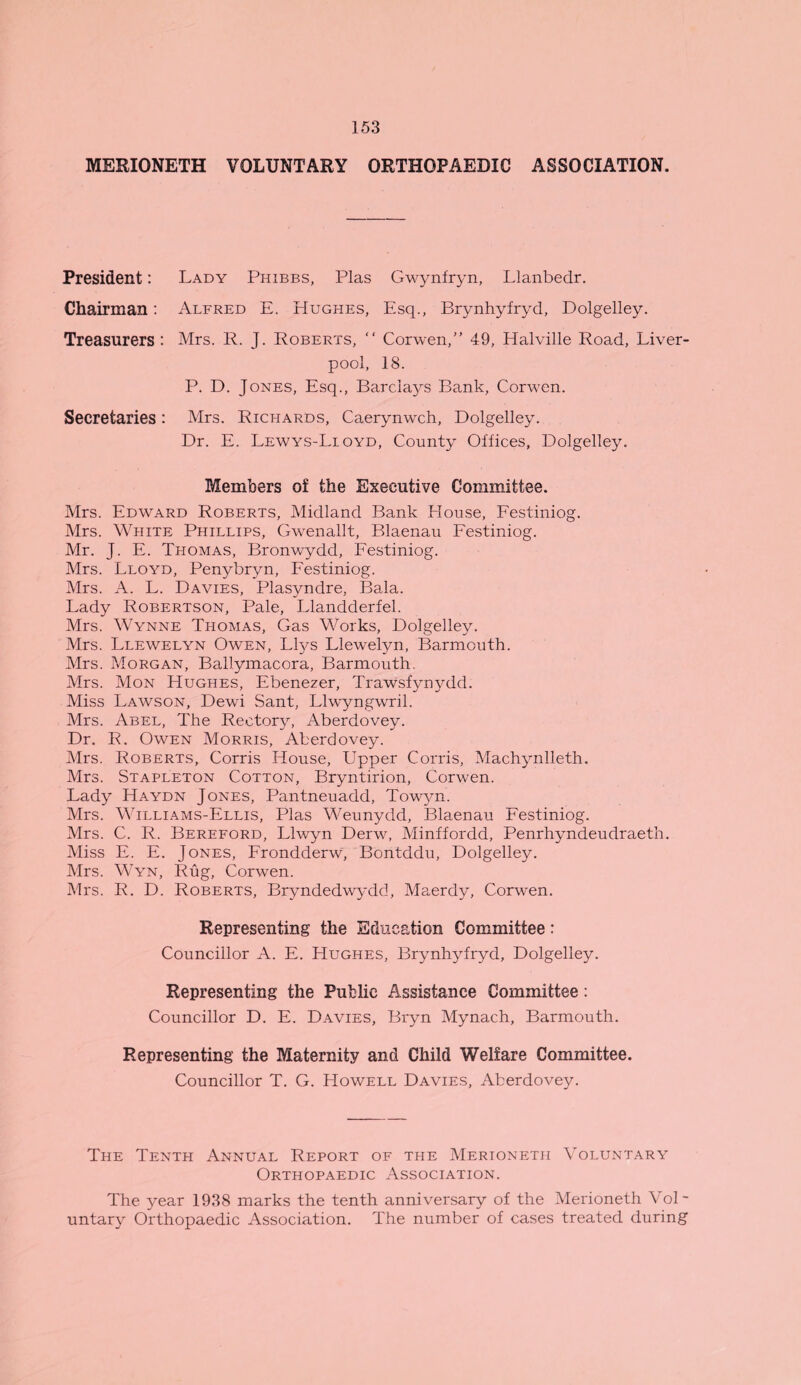 153
MERIONETH VOLUNTARY ORTHOPAEDIC ASSOCIATION.
President: Lady Phibbs, Plas Gwynfryn, Llanbedr.
Chairman: Alfred E. Hughes, Esq., Brynhyfryd, Dolgelley.
Treasurers: Mrs. R. J. Roberts, “ Corwen,” 49, Halville Road, Liver-
pool, 18.
P. D. Jones, Esq., Barclays Bank, Corwen.
Secretaries: Mrs. Richards, Caerynwch, Dolgelley.
Dr. E. Lewys-Lloyd, County Offices, Dolgelley.
Members of the Executive Committee.
Mrs. Edward Roberts, Midland Bank House, Festiniog.
Mrs. White Phillips, Gwenallt, Blaenau Festiniog.
Mr. J. E. Thomas, Bronwydd, Festiniog.
Mrs. Lloyd, Penybryn, Festiniog.
Mrs. A. L. Davies, Plasyndre, Bala.
Lady Robertson, Pale, Llandderfel.
Mrs. Wynne Thomas, Gas Works, Dolgelley.
Mrs. Llewelyn Owen, Llys Llewelyn, Barmouth.
Mrs. Morgan, Ballymacora, Barmouth.
Mrs. Mon Hughes, Ebenezer, Trawsfynydd.
Miss Lawson, Dewi Sant, Llwyngwril.
Mrs. Abel, The Rectory, Aberdovey.
Dr. R. Owen Morris, Aberdovey.
Mrs. Roberts, Corris House, Upper Corris, Machynlleth.
Mrs. Stapleton Cotton, Bryntirion, Corwen.
Lady Haydn Jones, Pantneuadd, Towyn.
Mrs. Williams-Ellis, Plas Weunydd, Blaenau Festiniog.
Mrs. C. R. Bereford, Llwyn Derw, Minffordd, Penrhyndeudraeth.
Miss E. E. Jones, Frondderw, Bontddu, Dolgelley.
Mrs. Wyn, Rûg, Corwen.
Mrs. R. D. Roberts, Bryndedwydd, Maerdy, Corwen.
Representing the Education Committee:
Councillor A. E. Hughes, Brynhyfryd, Dolgelley.
Representing the Public Assistance Committee:
Councillor D. E. Davies, Bryn Mynach, Barmouth.
Representing the Maternity and Child Welfare Committee.
Councillor T. G. Howell Davies, Aberdovey.
The Tenth Annual Report of the Merioneth Voluntary
Orthopaedic Association.
The year 1938 marks the tenth anniversary of the Merioneth Vol-
untary Orthopaedic Association. The number of cases treated during